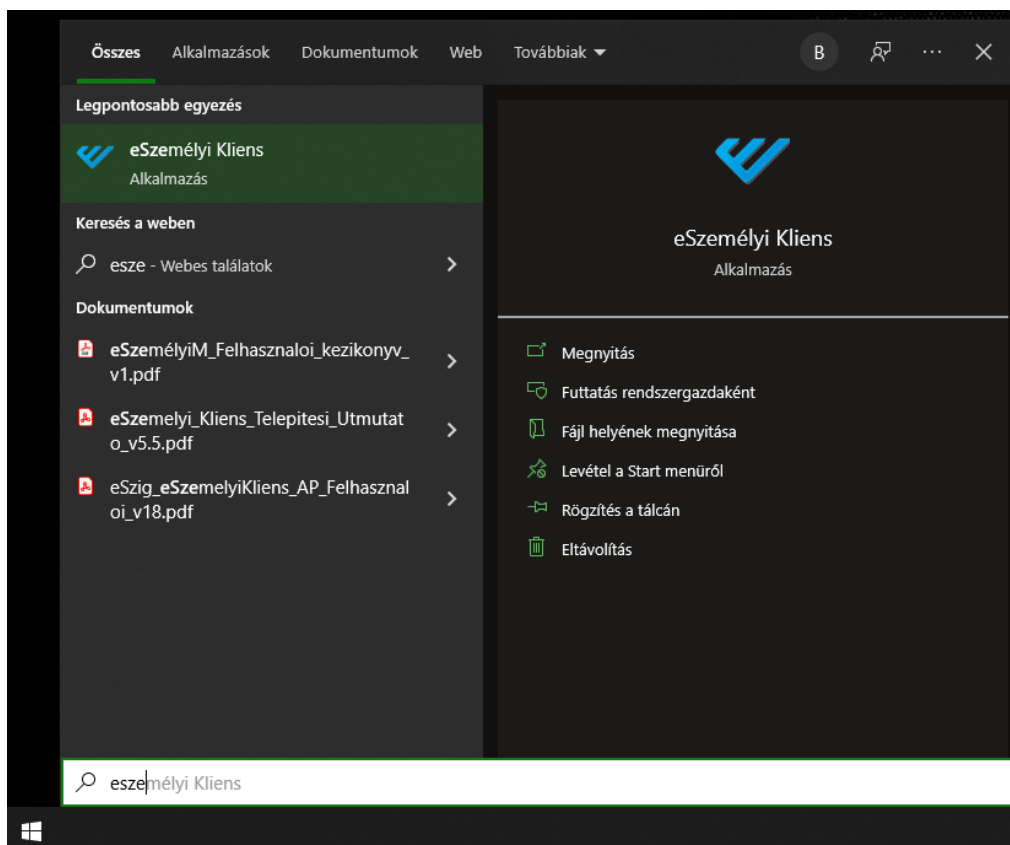 Összes Alkalmazások Dokumentumok Web Továbbiak B ...
Legpontosabb egyezés
eSzemélyi Kliens
Alkalmazás
Keresés a weben
esze - Webes találatok
Dokumentumok
eSzemélyiM_Felhasznaloi_kezikonyv_
v1.pdf
eSzemelyi_Kliens_Telepitesi_Utmutat
o_v5.5.pdf
eSzig_eSzemelyiKliens_AP_Felhasznal
oi_v18.pdf
eSzemélyi Kliens
Alkalmazás
Megnyitás
Futtatás rendszergazdaként
Fájl helyének megnyitása
Levétel a Start menüről
Rögzítés a tálcán
Eltávolítás
eszemélyi Kliens